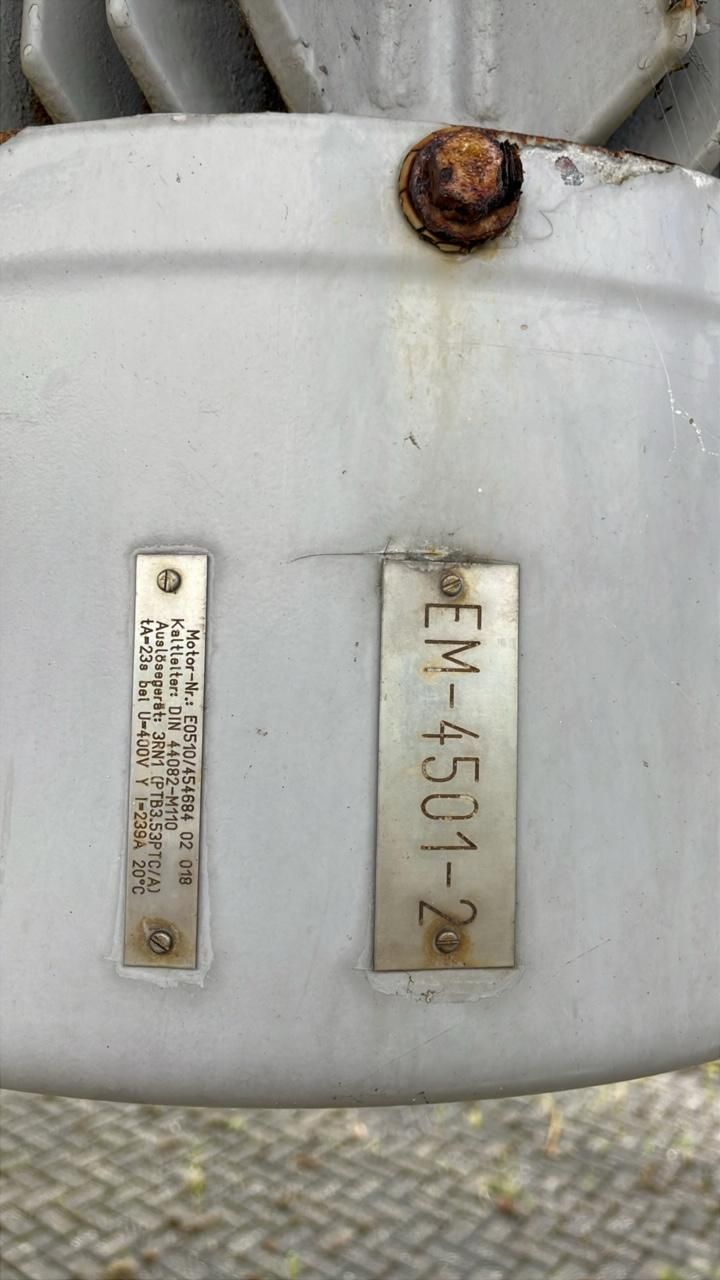 Motor-Nr.: E0510/454684 02 018
Kaltleiter: DIN 44082-M110
Auslösegerät: 3RN1 (PTB3.53PTC/A)
tA=23s bei U=400V Y I=239A 20°C
EM-4501-2